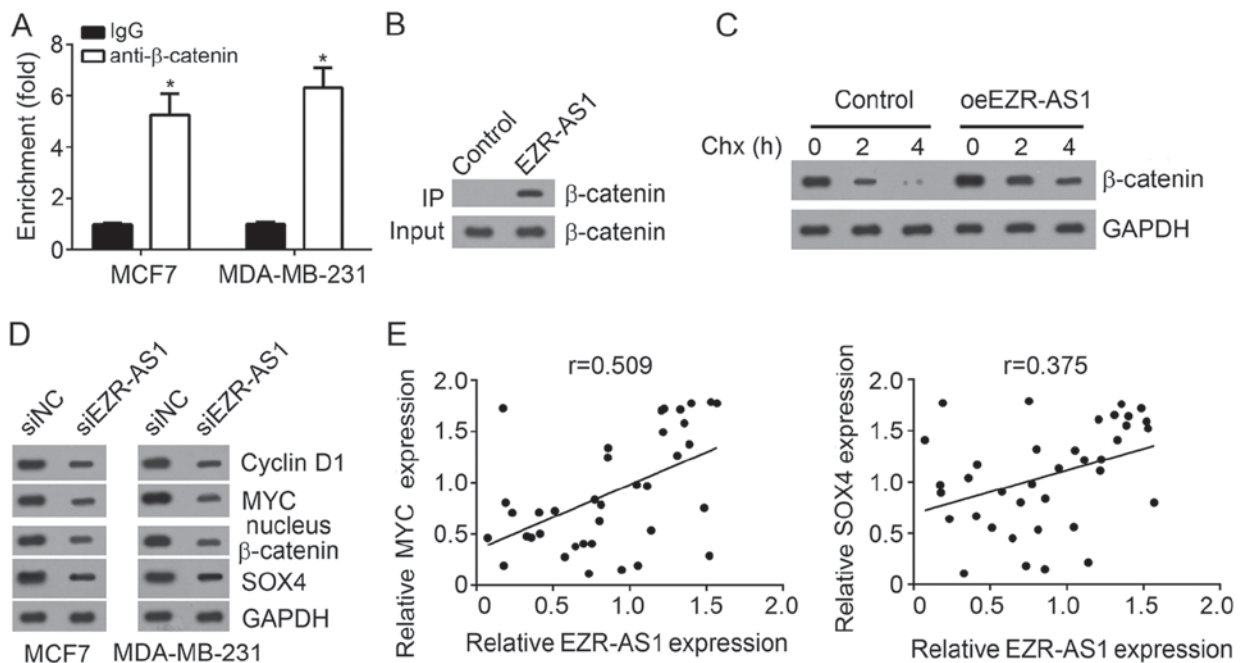 A
IgG
anti-β-catenin
Enrichment (fold)
8
6
4
2
0
*
*
MCF7
MDA-MB-231
B
Control
EZR-AS1
IP
β-catenin
Input
β-catenin
C
Control
oeEZR-AS1
Chx (h)
0
2
4
0
2
4
β-catenin
GAPDH
D
siNC
siEZR-AS1
siNC
siEZR-AS1
Cyclin D1
MYC
nucleus
β-catenin
SOX4
GAPDH
MCF7
MDA-MB-231
E
r=0.509
Relative MYC expression
2.0
1.5
1.0
0.5
0
0
0.5
1.0
1.5
2.0
Relative EZR-AS1 expression
r=0.375
Relative SOX4 expression
2.0
1.5
1.0
0.5
0
0
0.5
1.0
1.5
2.0
Relative EZR-AS1 expression